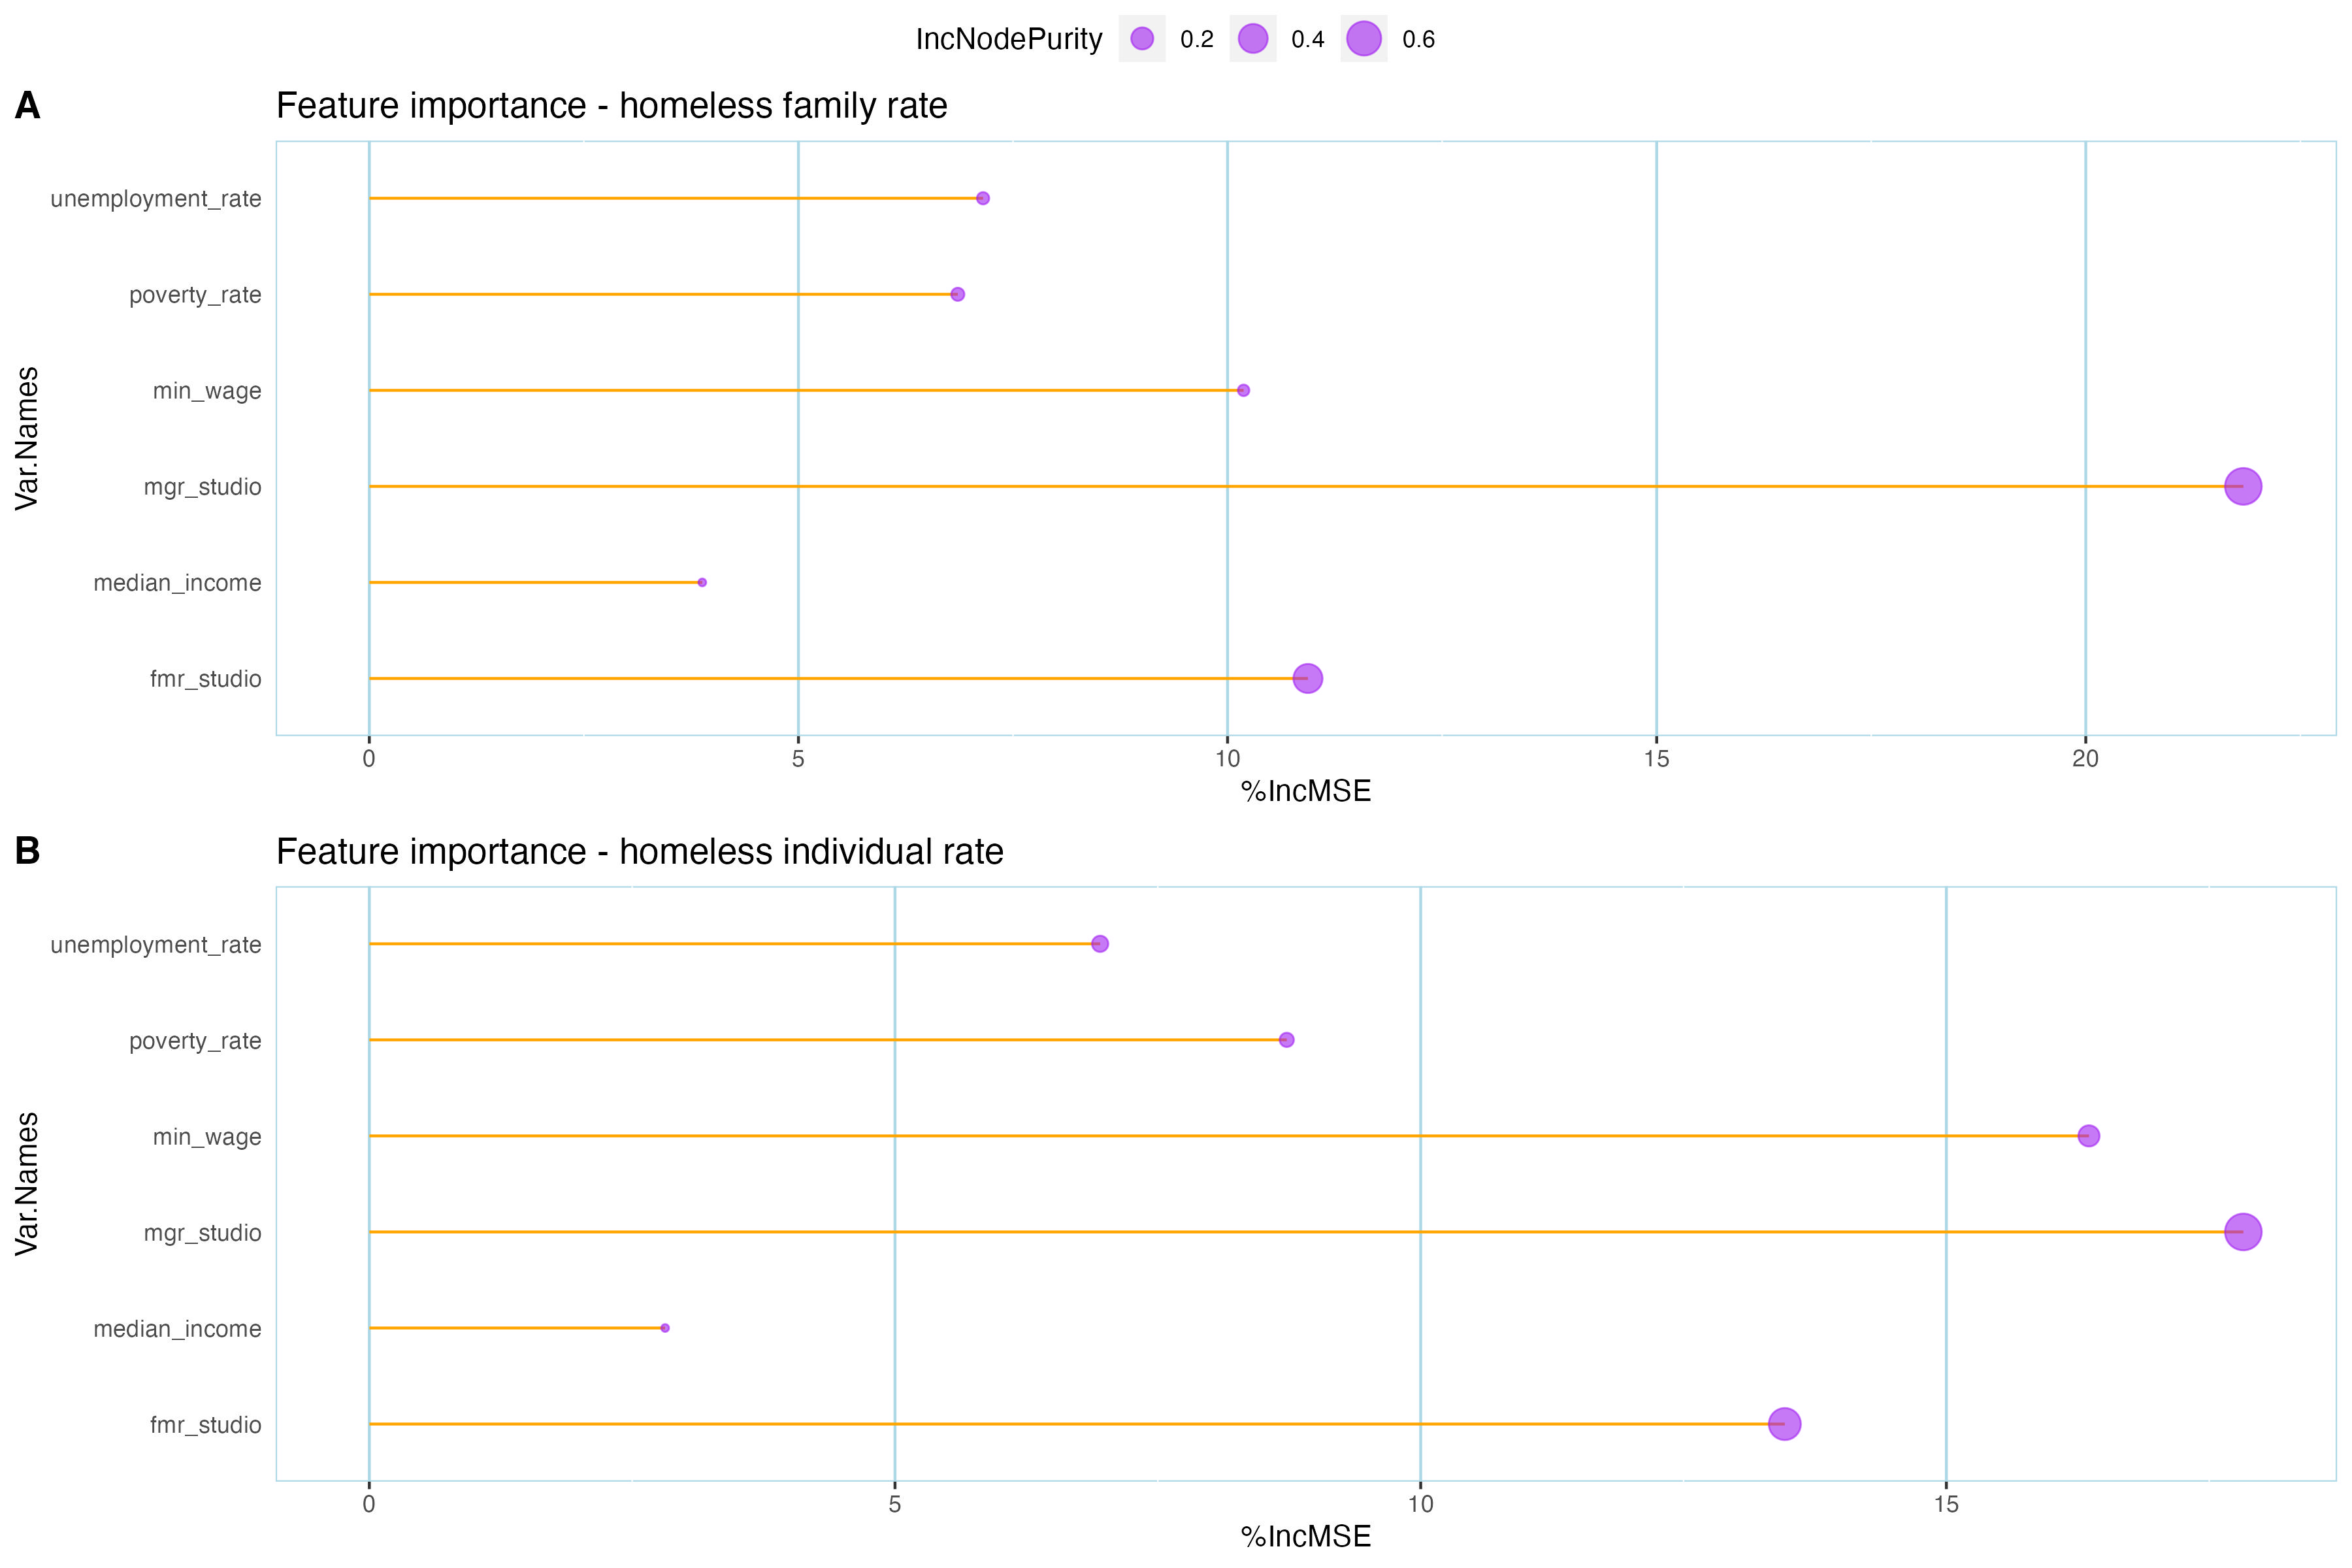 IncNodePurity 0.2 0.4 0.6
A Feature importance - homeless family rate
Var.Names
unemployment_rate
poverty_rate
min_wage
mgr_studio
median_income
fmr_studio
0 5 10 15 20
%IncMSE
B Feature importance - homeless individual rate
Var.Names
unemployment_rate
poverty_rate
min_wage
mgr_studio
median_income
fmr_studio
0 5 10 15
%IncMSE